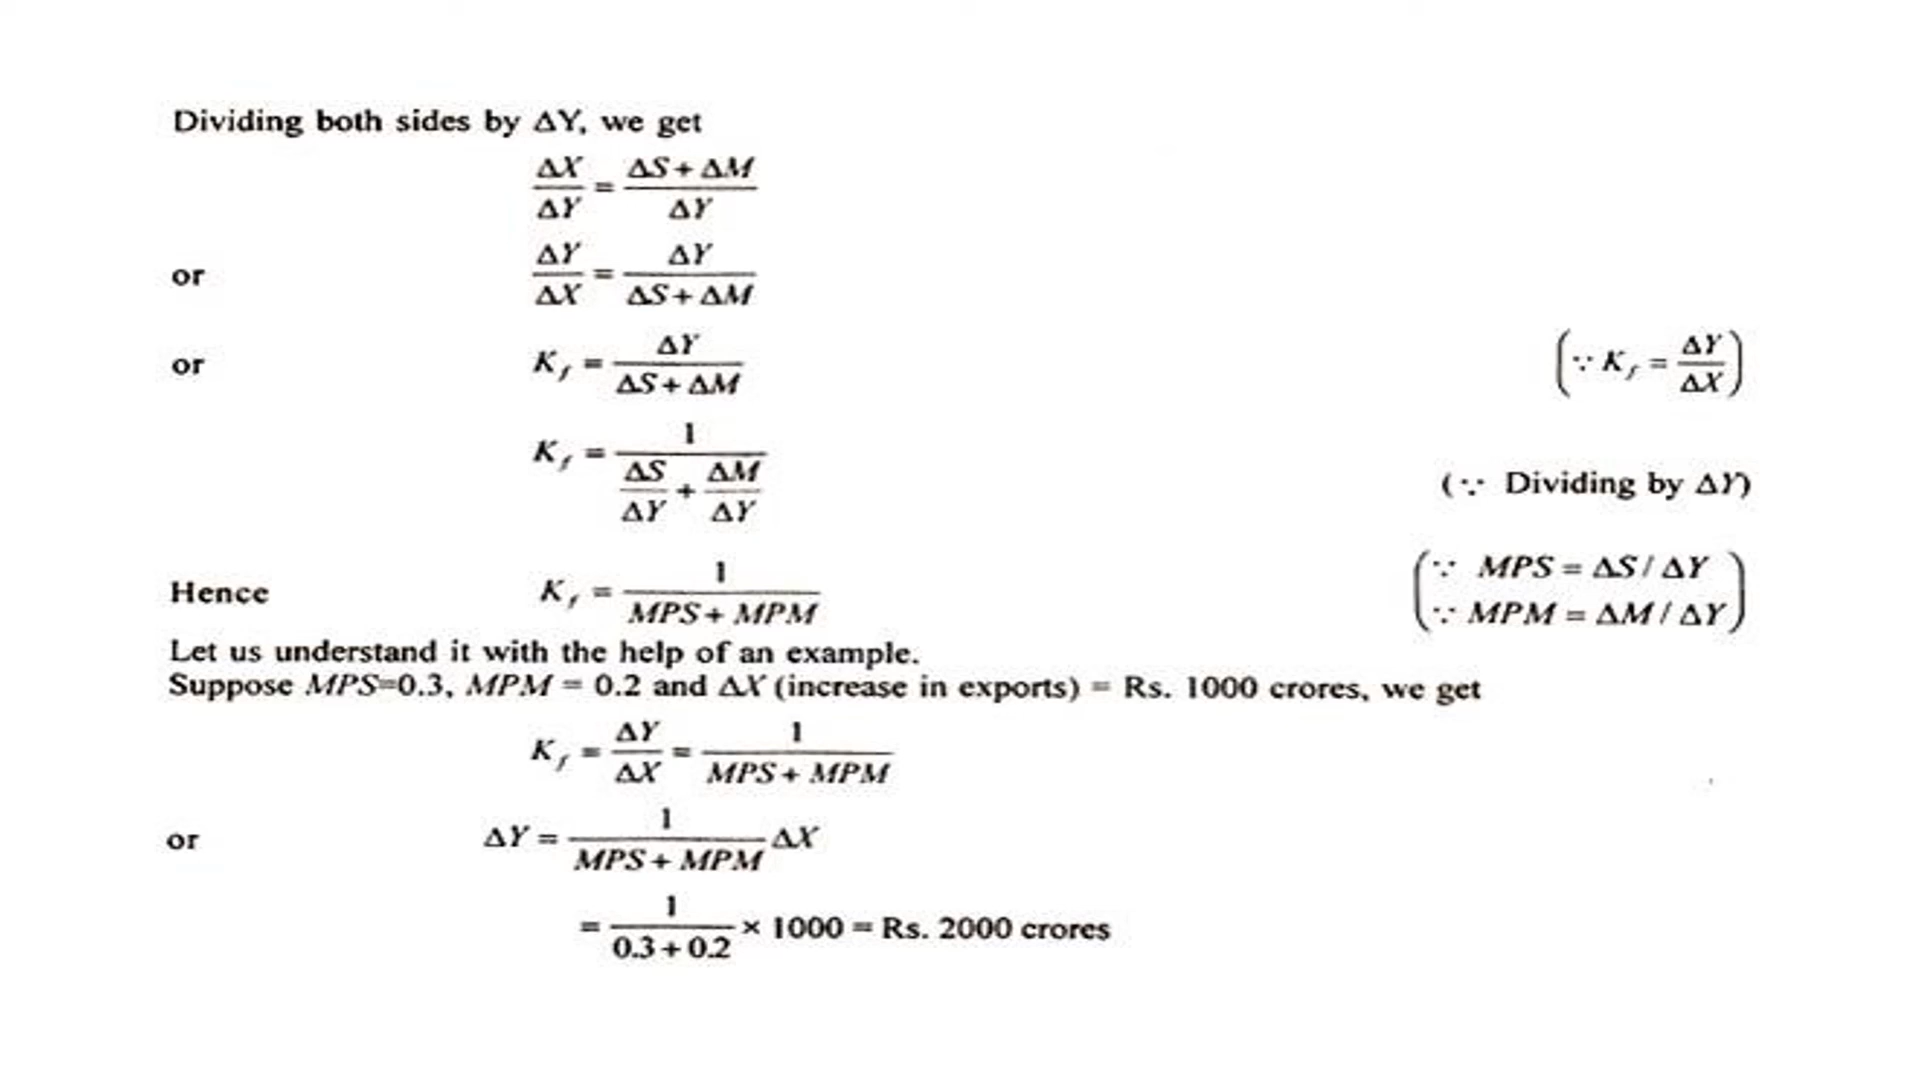 Dividing both sides by ΔY, we get
ΔX/ΔY = (ΔS + ΔM)/ΔY
or ΔY/ΔX = ΔY/(ΔS + ΔM)
or K_f = ΔY/(ΔS + ΔM) (∵ K_f = ΔY/ΔX)
K_f = 1/(ΔS/ΔY + ΔM/ΔY) (∵ Dividing by ΔY)
Hence K_f = 1/(MPS + MPM) (∵ MPS = ΔS / ΔY ∵ MPM = ΔM / ΔY)
Let us understand it with the help of an example.
Suppose MPS=0.3, MPM = 0.2 and ΔX (increase in exports) = Rs. 1000 crores, we get
K_f = ΔY/ΔX = 1/(MPS + MPM)
or ΔY = 1/(MPS + MPM) ΔX
= 1/(0.3 + 0.2) × 1000 = Rs. 2000 crores